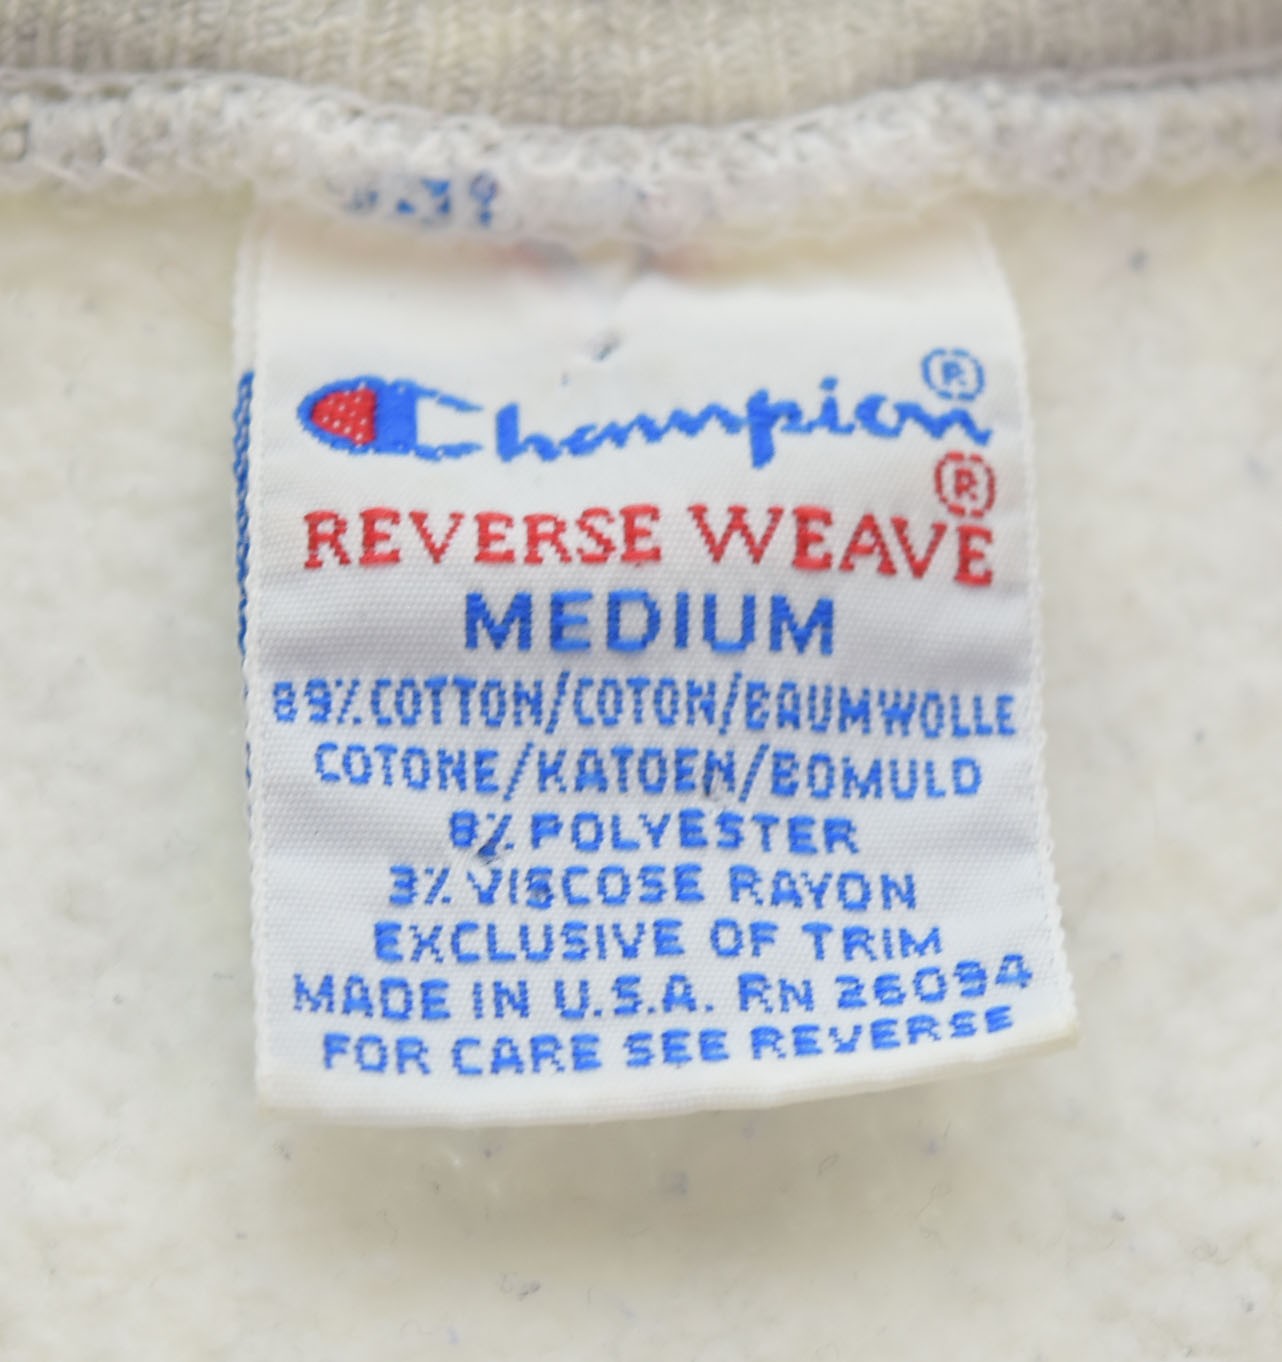 Champion®
REVERSE WEAVE®
MEDIUM
89% COTTON/COTON/BAUMWOLLE
COTONE/KATOEN/BOMULD
8% POLYESTER
3% VISCOSE RAYON
EXCLUSIVE OF TRIM
MADE IN U.S.A. RN 26094
FOR CARE SEE REVERSE